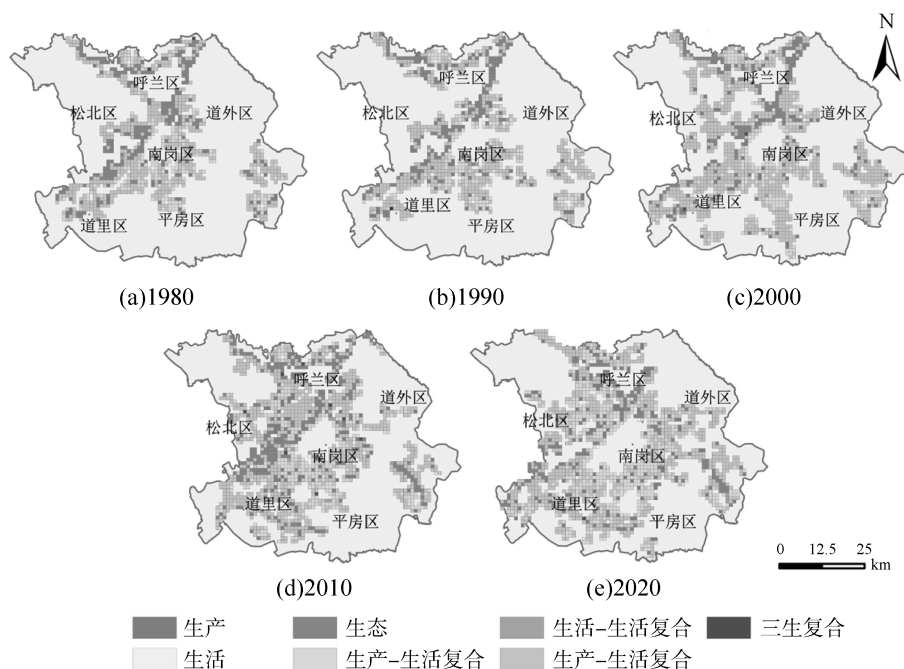 N
呼兰区
松北区
道外区
南岗区
道里区
平房区
(a)1980
呼兰区
松北区
道外区
南岗区
道里区
平房区
(b)1990
呼兰区
松北区
道外区
南岗区
道里区
平房区
(c)2000
呼兰区
道外区
松北区
南岗区
道里区
平房区
(d)2010
呼兰区
道外区
松北区
南岗区
道里区
平房区
(e)2020
0 12.5 25
km
生产 生态 生活-生活复合 三生复合
生活 生产-生活复合 生产-生活复合